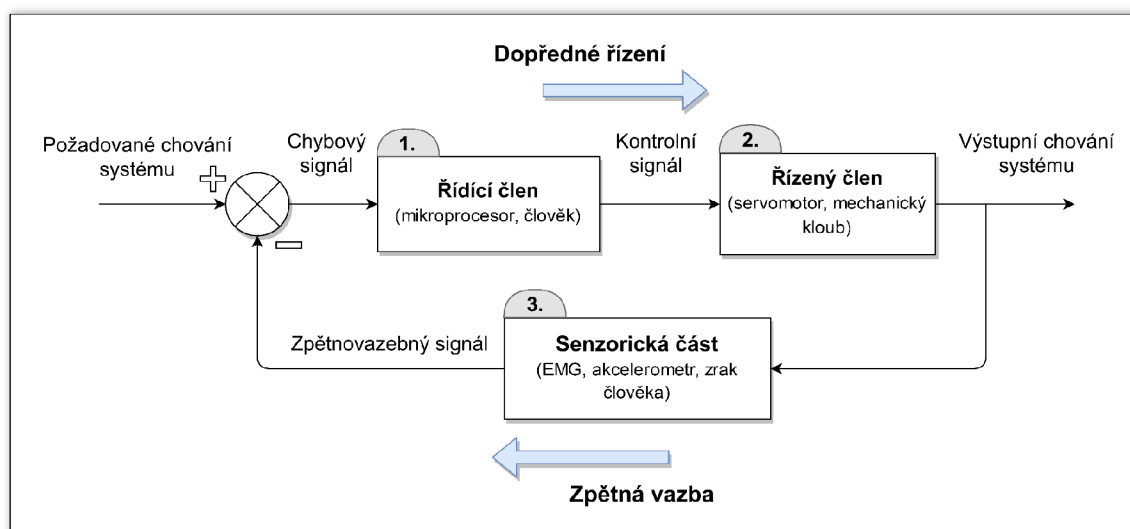 Dopředné řízení
Požadované chování
systému
Chybový
signál
1.
Řídící člen
(mikroprocesor, člověk)
Kontrolní
signál
2.
Řízený člen
(servomotor, mechanický
kloub)
Výstupní chování
systému
3.
Senzorická část
(EMG, akcelerometr, zrak
člověka)
Zpětnovazebný signál
Zpětná vazba